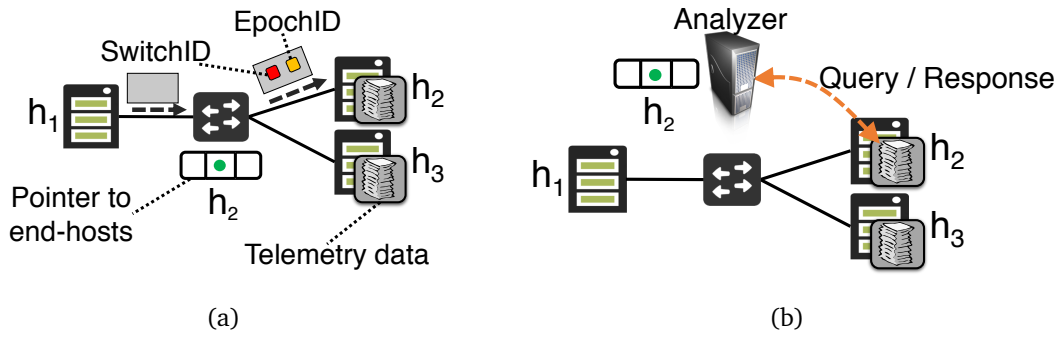 EpochID
SwitchID
h1
h2
h3
h2
Pointer to
end-hosts
Telemetry data
(a)
Analyzer
h2
Query / Response
h1
h2
h3
(b)